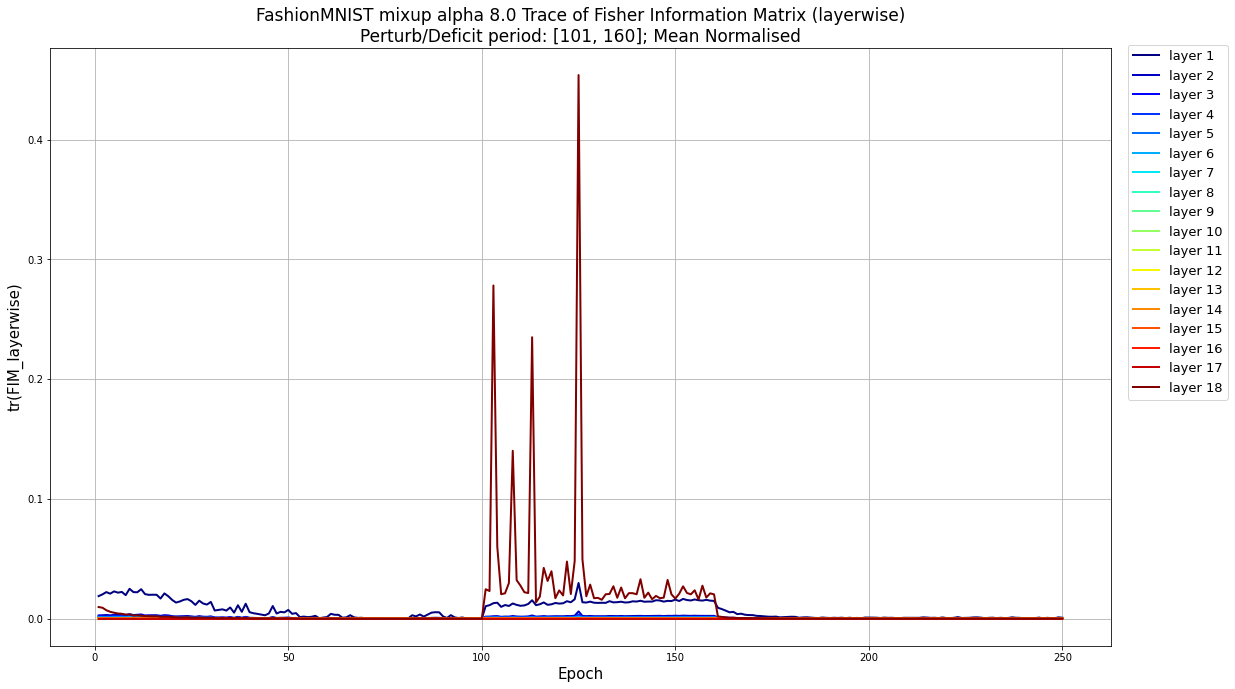 FashionMNIST mixup alpha 8.0 Trace of Fisher Information Matrix (layerwise)
Perturb/Deficit period: [101, 160]; Mean Normalised
tr(FIM_layerwise)
0.4
0.3
0.2
0.1
0.0
0
50
100
150
200
250
Epoch
layer 1
layer 2
layer 3
layer 4
layer 5
layer 6
layer 7
layer 8
layer 9
layer 10
layer 11
layer 12
layer 13
layer 14
layer 15
layer 16
layer 17
layer 18